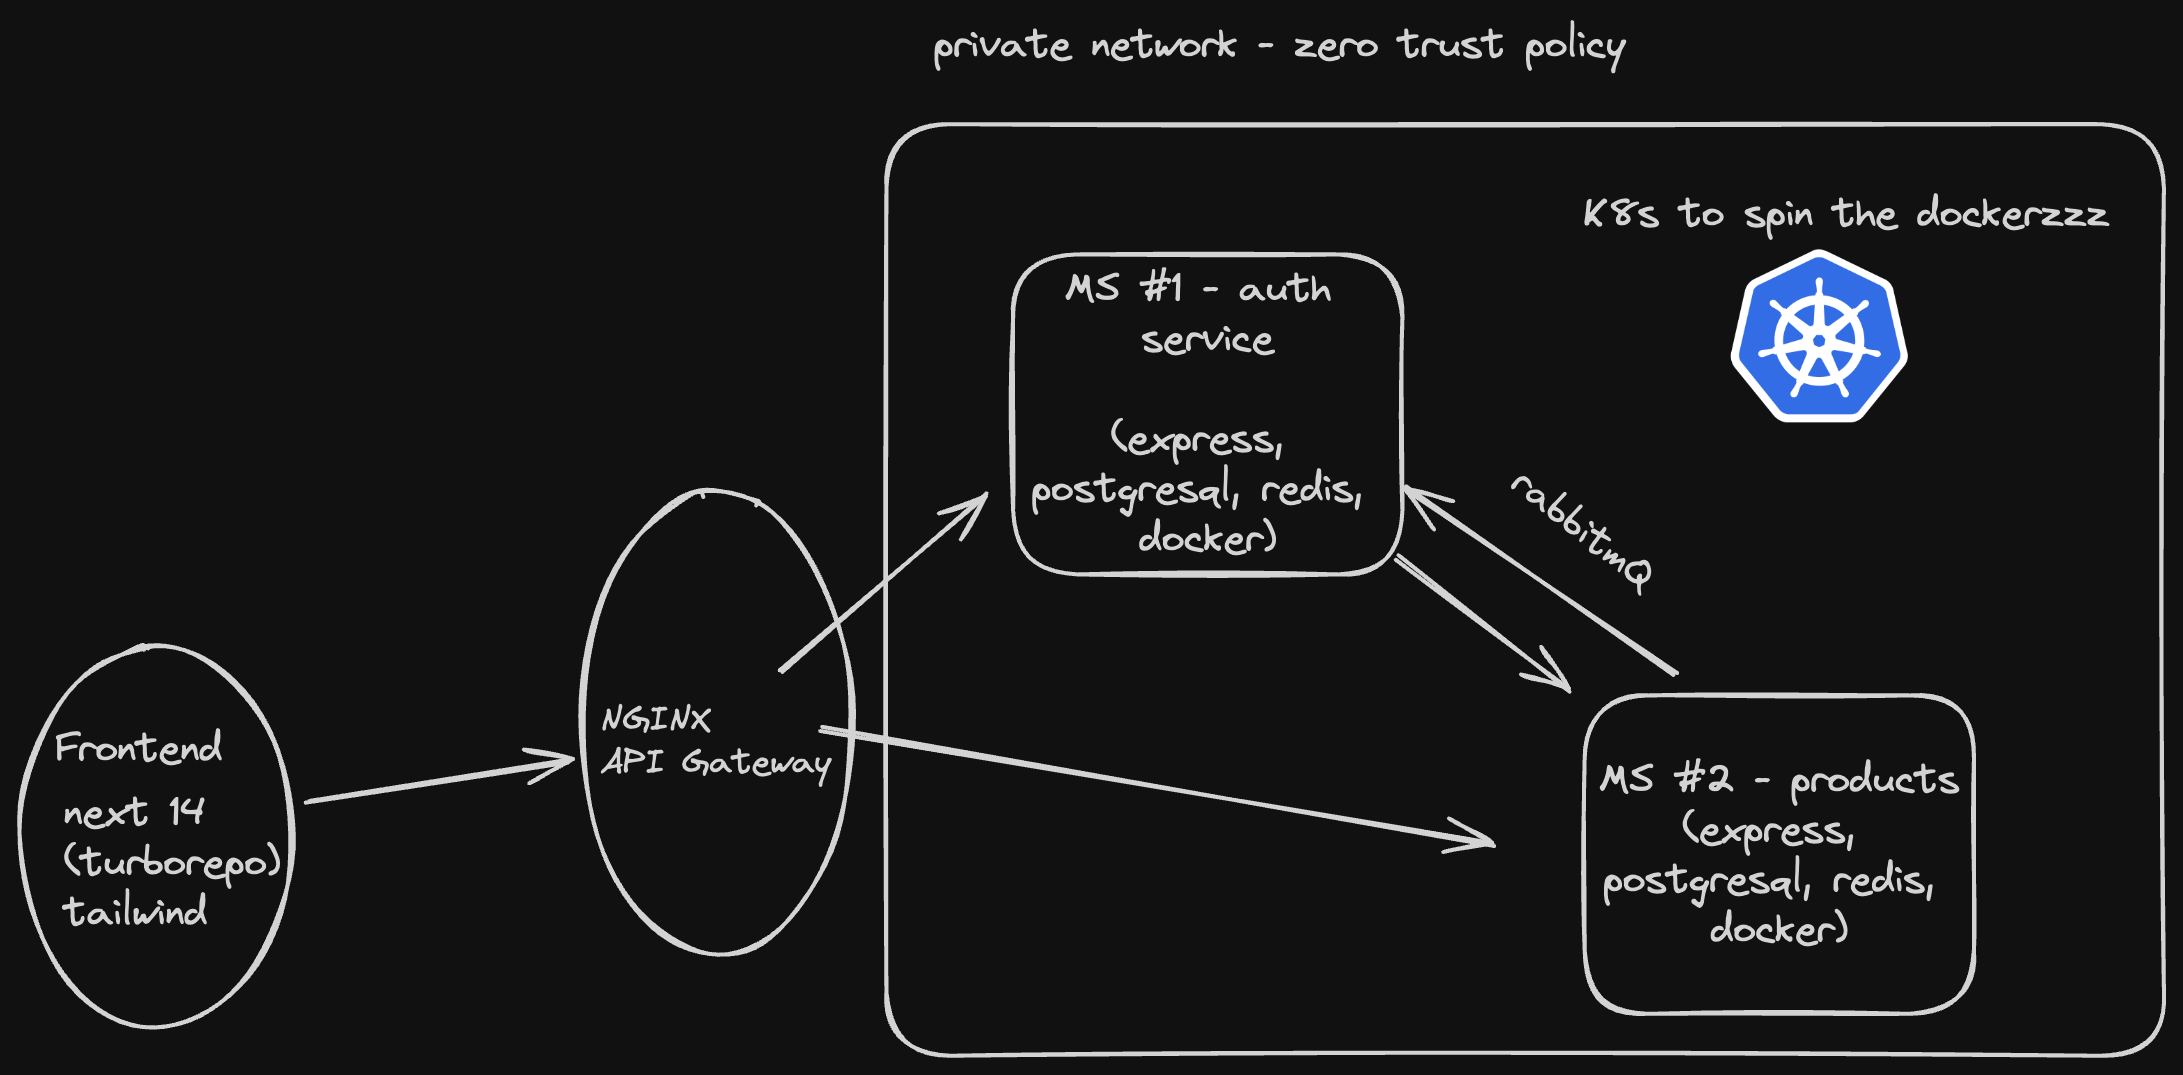 private network - zero trust policy
K8s to spin the dockerzzz
MS #1 - auth
service
(express,
postgresql, redis,
docker)
rabbitmQ
NGINX
API Gateway
Frontend
next 14
(turborepo)
tailwind
MS #2 - products
(express,
postgresql, redis,
docker)